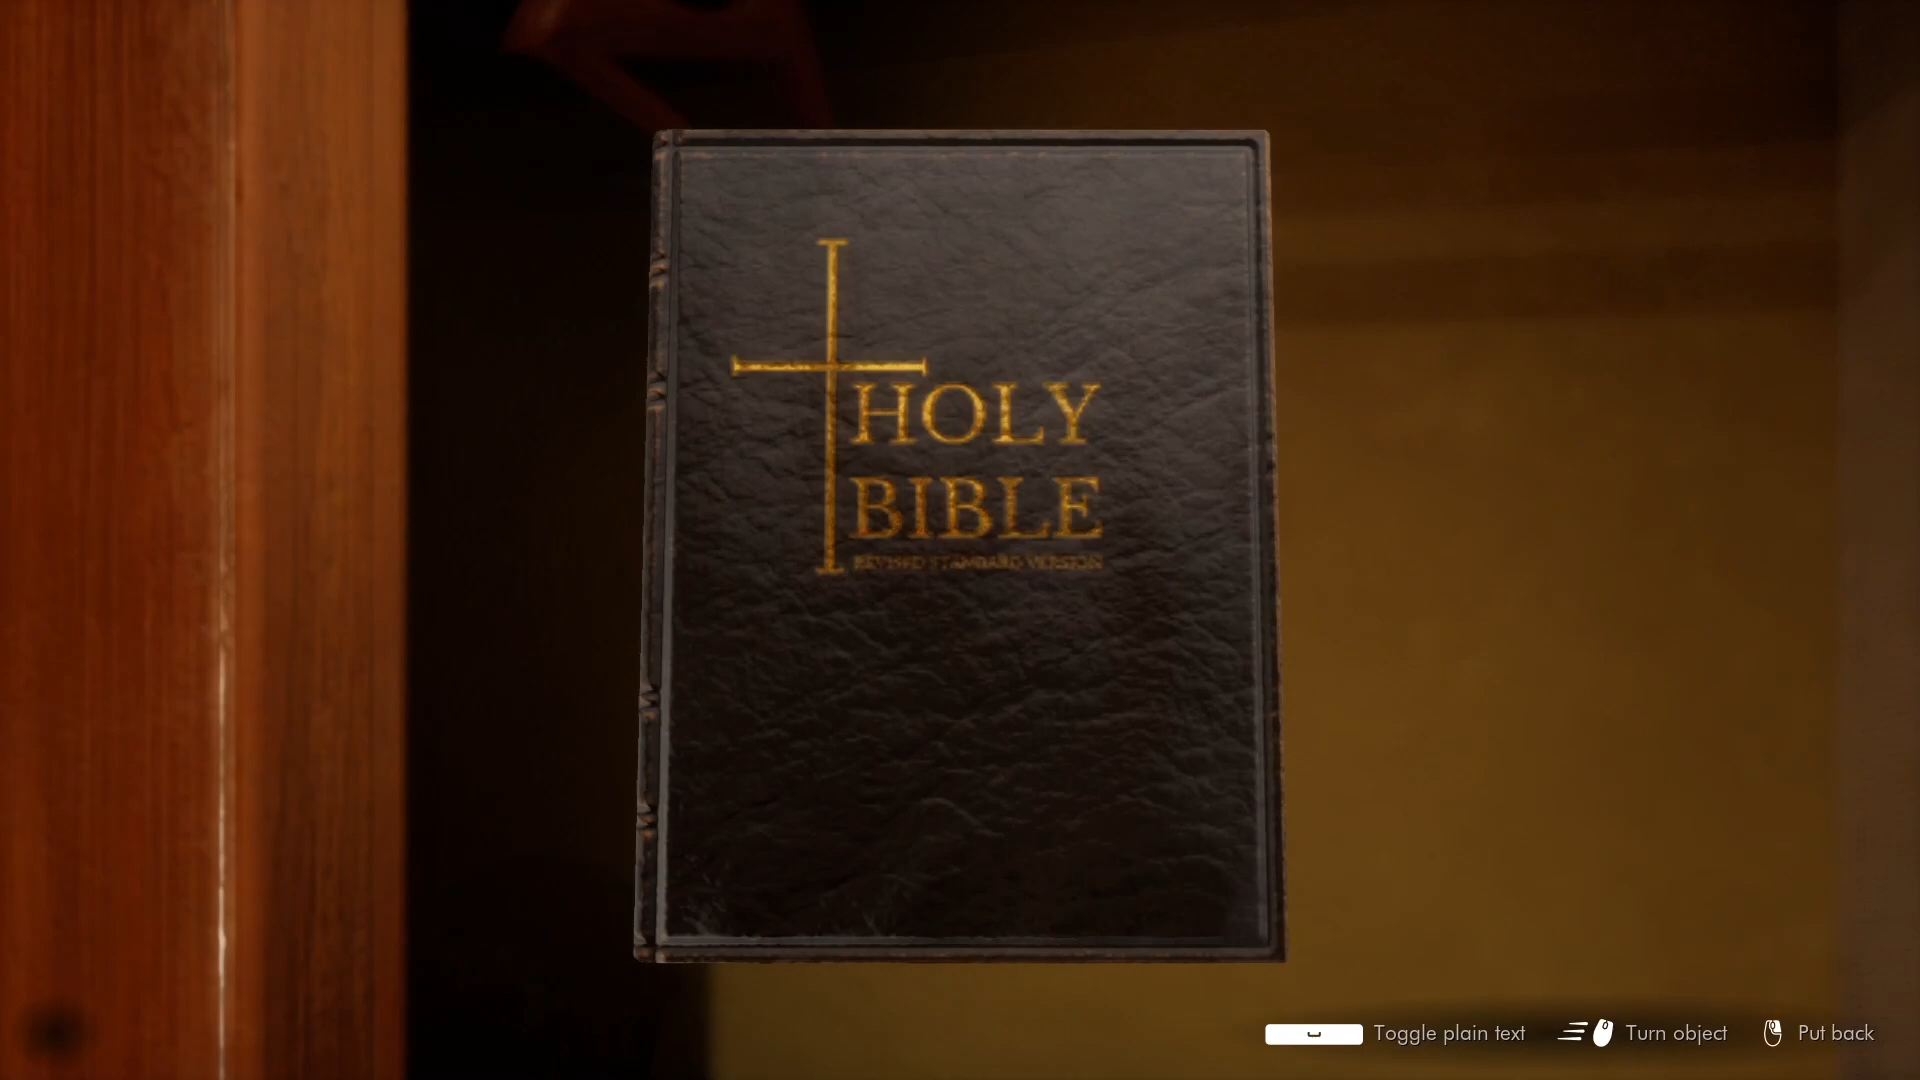 HOLY
BIBLE
REVISED STANDARD VERSION
Toggle plain text Turn object Put back